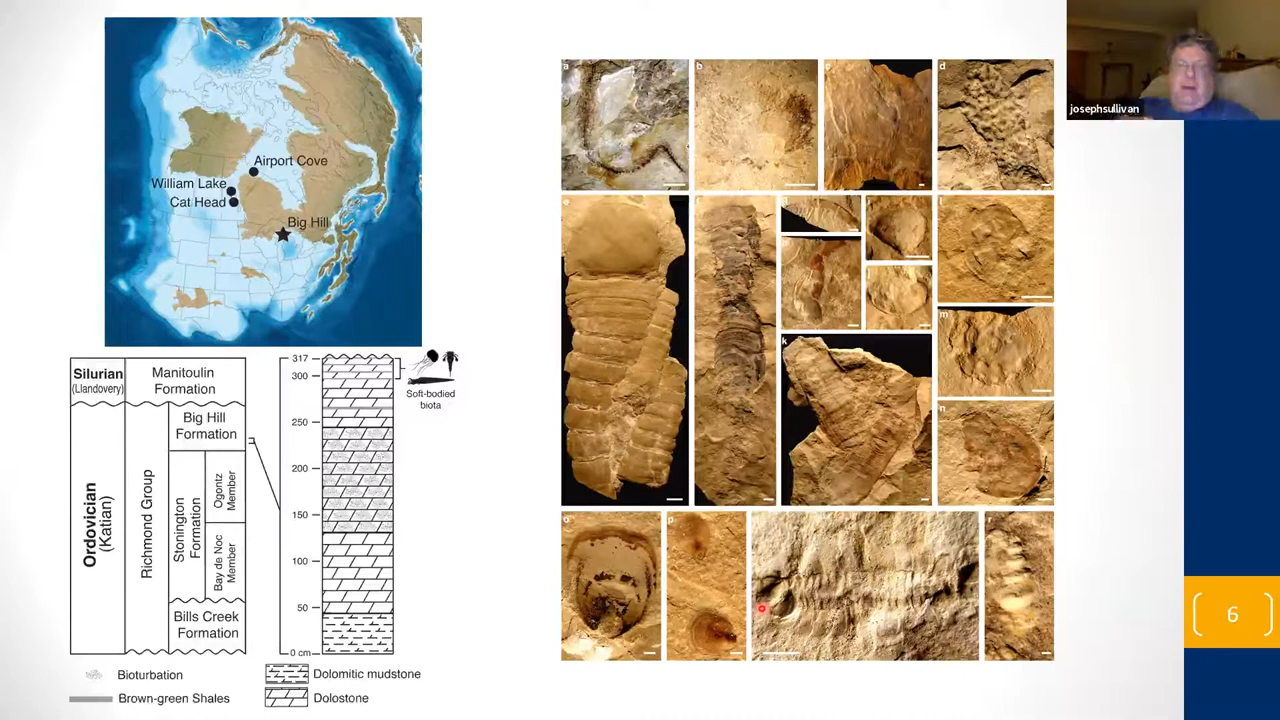 Airport Cove
William Lake
Cat Head
Big Hill
Silurian
(Llandovery)
Manitoulin
Formation
Big Hill
Formation
Ordovician
(Katian)
Richmond Group
Stonington
Formation
Ogontz
Member
Bay de Noc
Member
Bills Creek
Formation
317
300
250
200
150
100
50
0 cm
Soft-bodied
biota
Bioturbation
Brown-green Shales
Dolomitic mudstone
Dolostone
a
b
c
d
e
k
m
n
o
p
r
josephsullivan
6